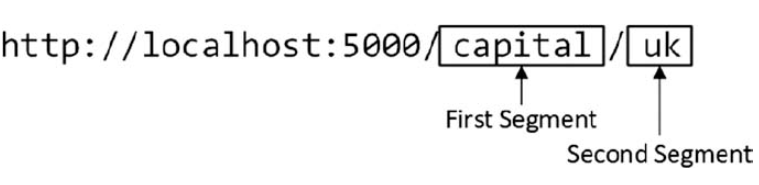 http://localhost:5000/capital/uk
First Segment
Second Segment